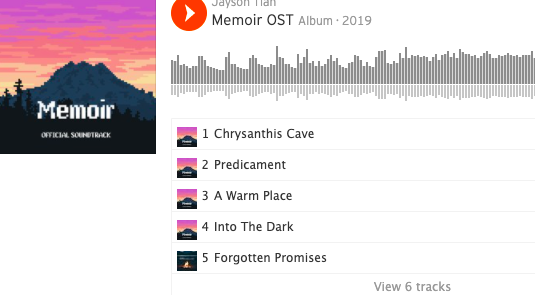 Jayson Tian
Memoir OST Album · 2019
Memoir
OFFICIAL SOUNDTRACK
1 Chrysanthis Cave
2 Predicament
3 A Warm Place
4 Into The Dark
5 Forgotten Promises
View 6 tracks